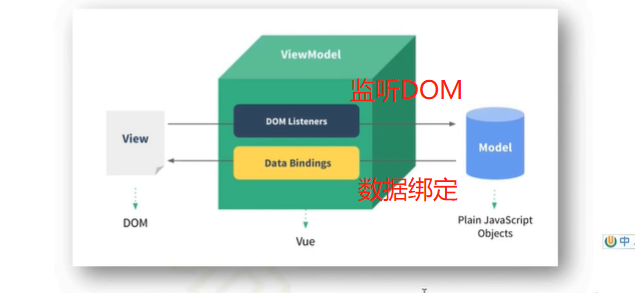 ViewModel
监听DOM
DOM Listeners
View
Model
Data Bindings
数据绑定
DOM
Vue
Plain JavaScript
Objects
中